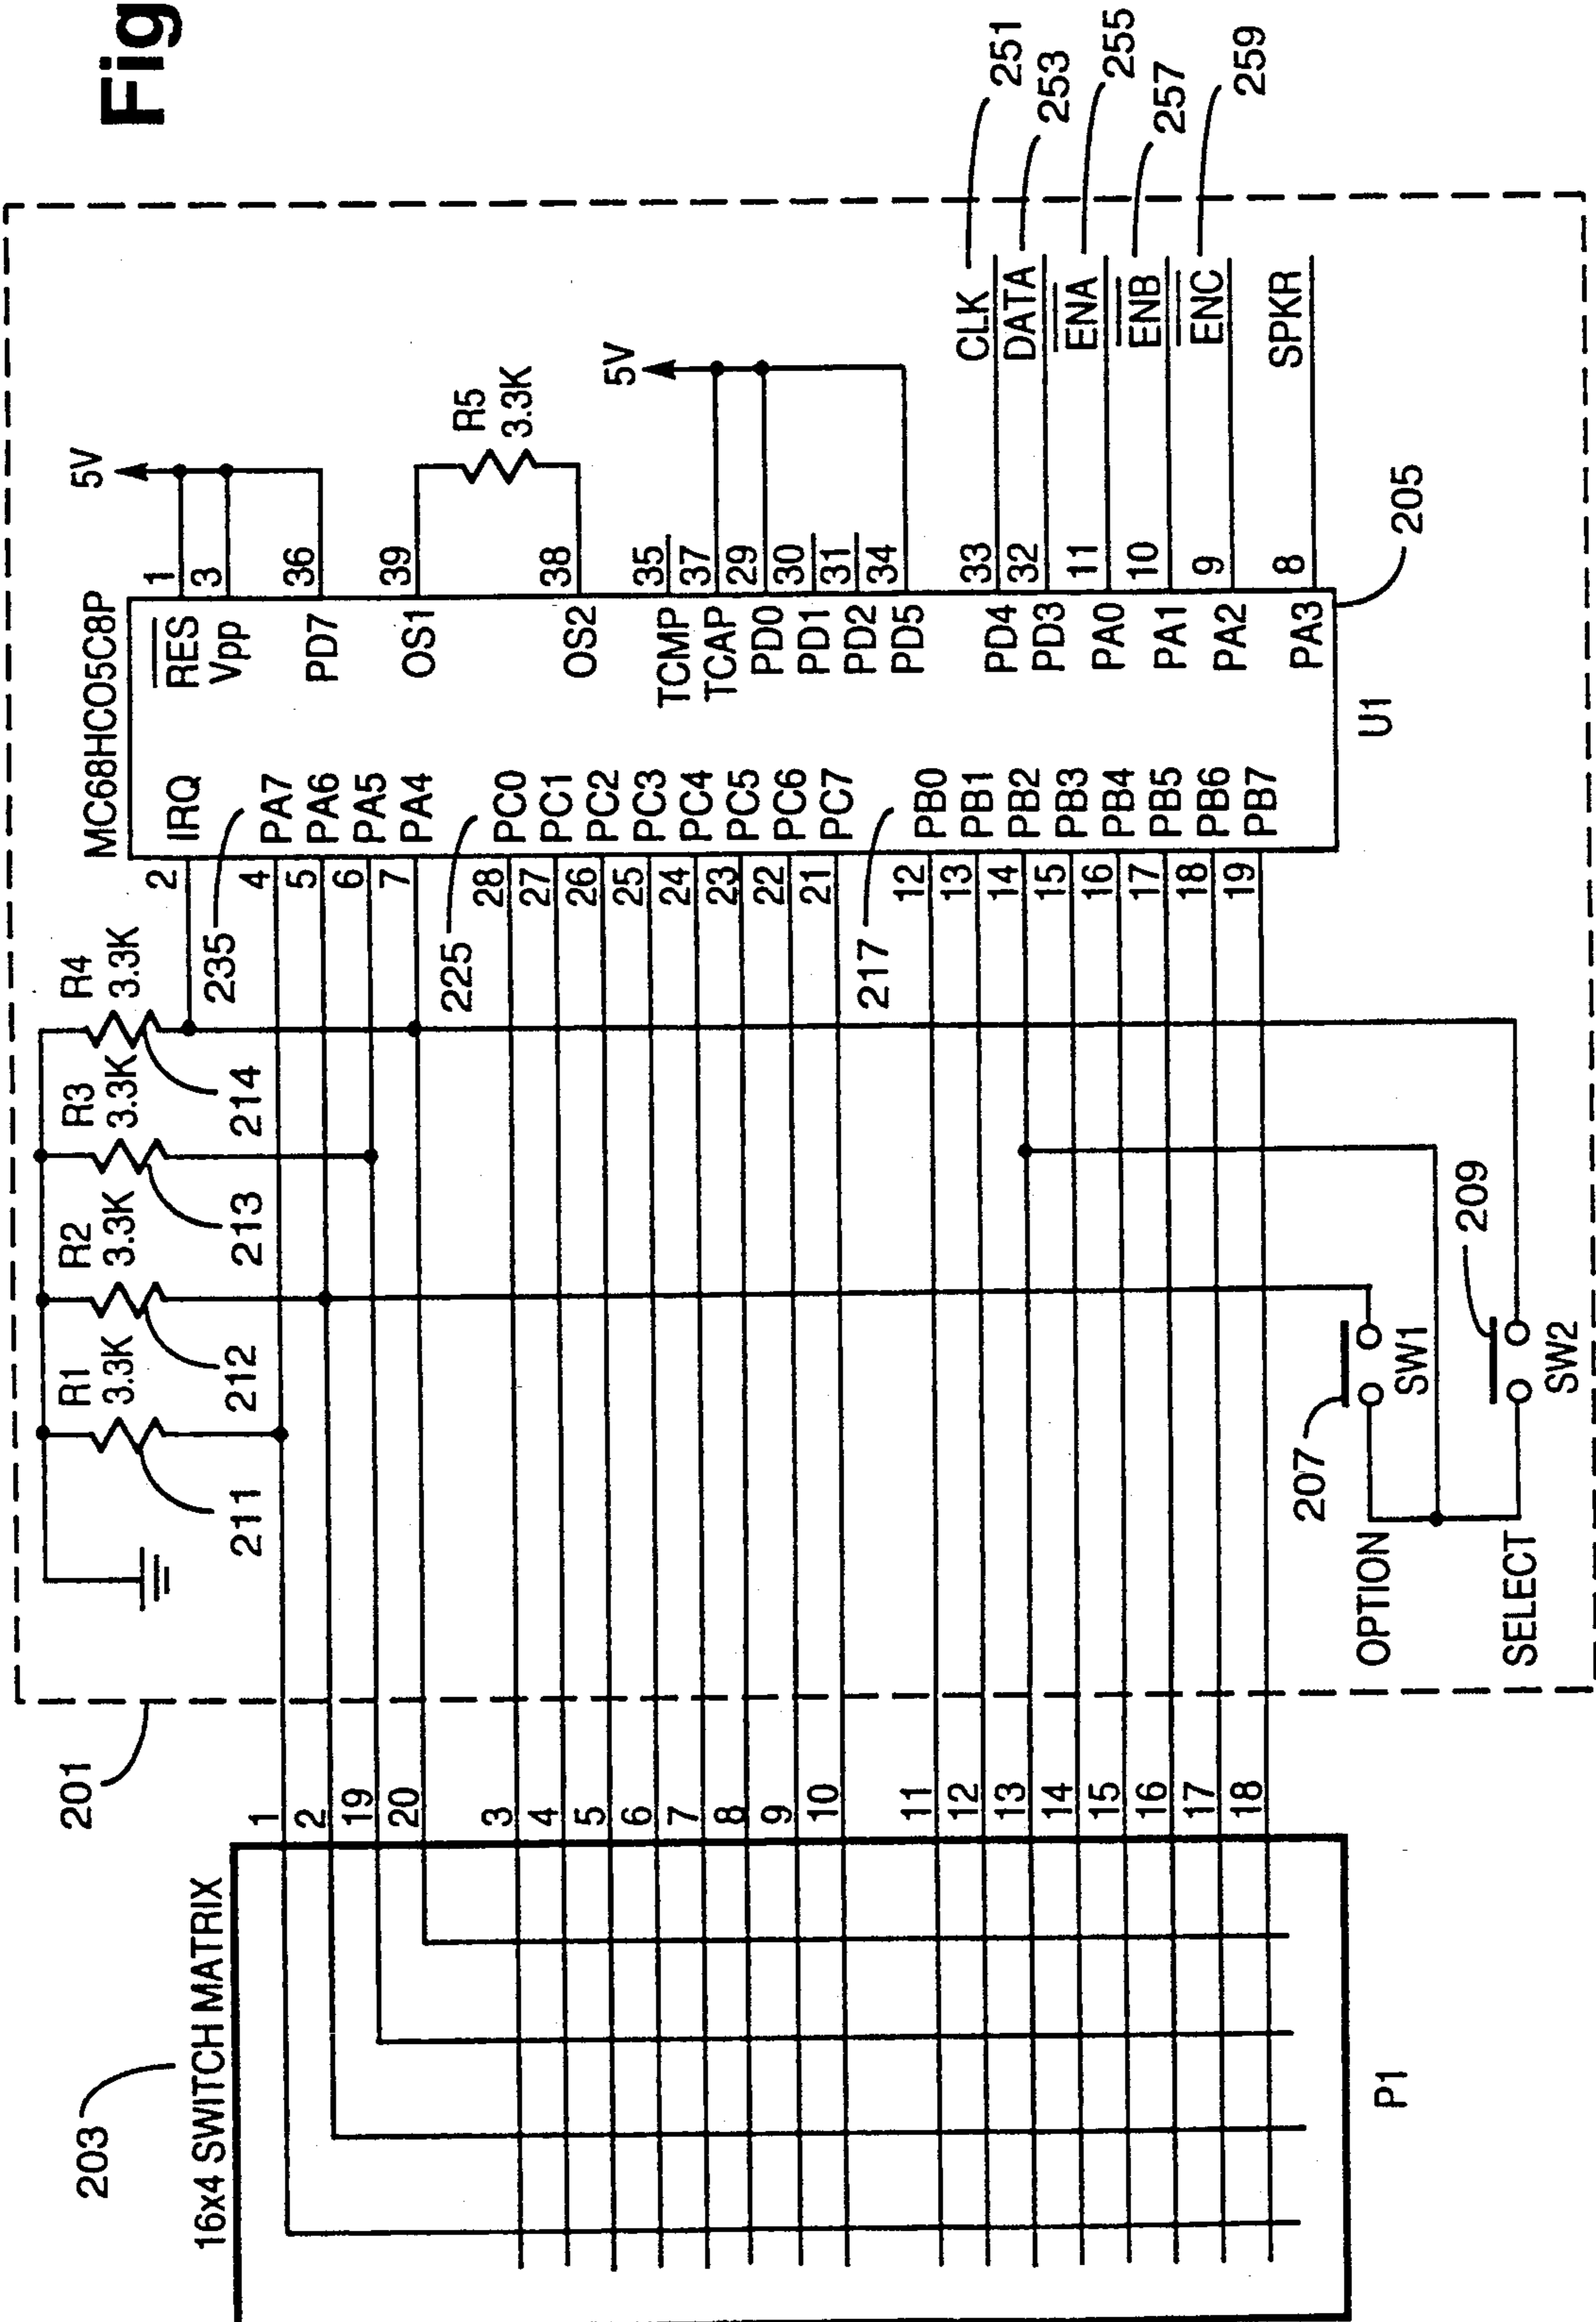 Fig
203
16x4 SWITCH MATRIX
P1
1
2
19
20
3
4
5
6
7
8
9
10
11
12
13
14
15
16
17
18
201
R1
3.3K
211
R2
3.3K
212
R3
3.3K
213
R4
3.3K
214
235
225
217
OPTION
207
SW1
SELECT
209
SW2
MC68HCO5C8P
2 IRQ
4 PA7
5 PA6
6 PA5
7 PA4
28 PC0
27 PC1
26 PC2
25 PC3
24 PC4
23 PC5
22 PC6
21 PC7
12 PB0
13 PB1
14 PB2
15 PB3
16 PB4
17 PB5
18 PB6
19 PB7
RES 1
Vpp 3
PD7 36
OS1 39
OS2 38
TCMP 35
TCAP 37
PD0 29
PD1 30
PD2 31
PD5 34
PD4 33
PD3 32
PA0 11
PA1 10
PA2 9
PA3 8
U1
205
5V
R5
3.3K
5V
CLK
251
DATA
253
ENA
255
ENB
257
ENC
259
SPKR